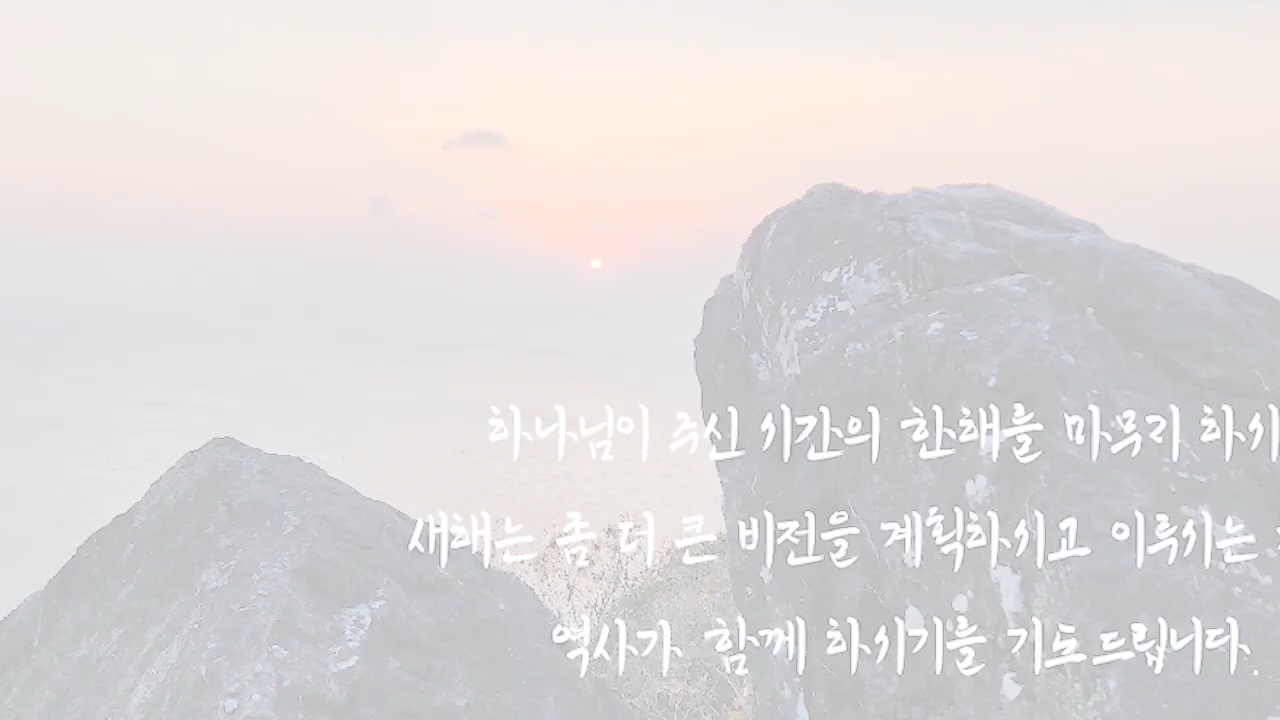 하나님이 주신 시간의 한해를 마무리 하시
새해는 좀 더 큰 비전을 계획하시고 이루시는
역사가 함께 하시기를 기도드립니다.